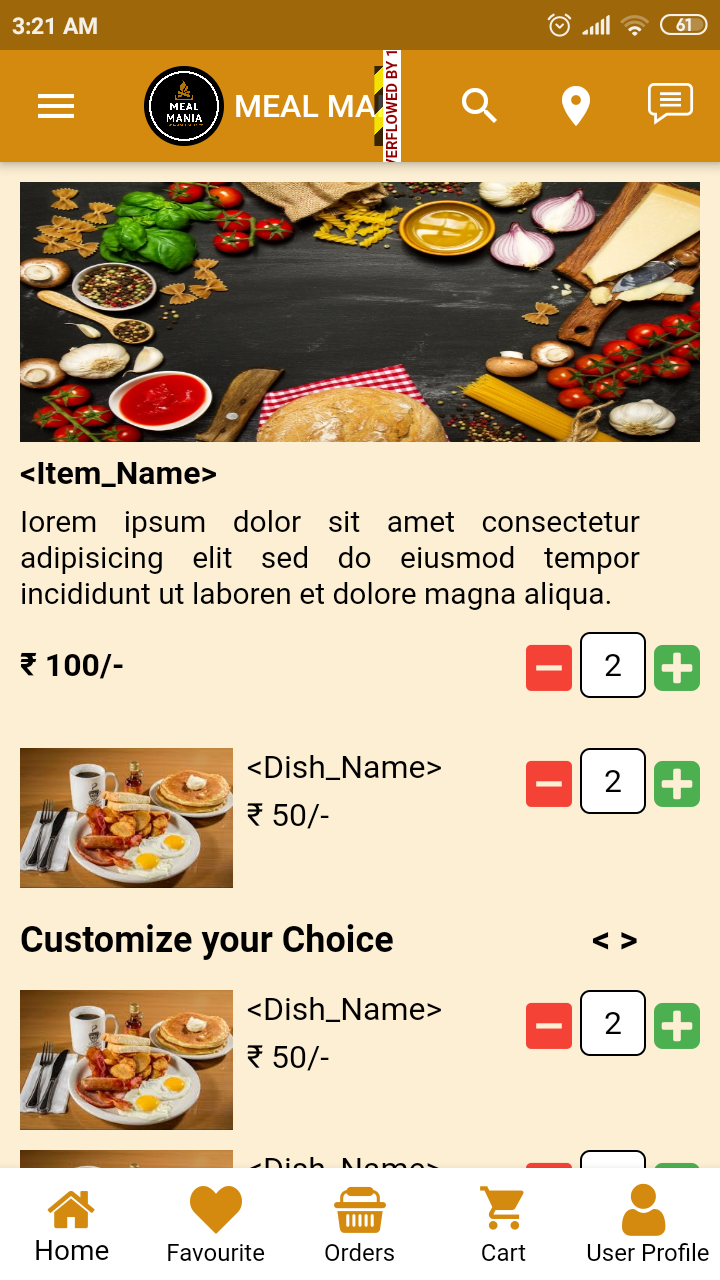 3:21 AM
61
MEAL
MANIA
MEAL MA
VERFLOWED BY 1
<Item_Name>
lorem ipsum dolor sit amet consectetur
adipisicing elit sed do eiusmod tempor
incididunt ut laboren et dolore magna aliqua.
₹ 100/-
2
<Dish_Name>
₹ 50/-
2
Customize your Choice
< >
<Dish_Name>
₹ 50/-
2
<Dish_Name>
Home
Favourite
Orders
Cart
User Profile